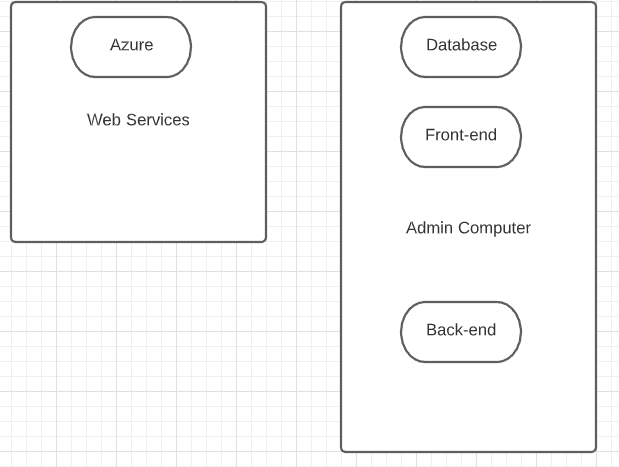 Azure
Web Services
Database
Front-end
Admin Computer
Back-end